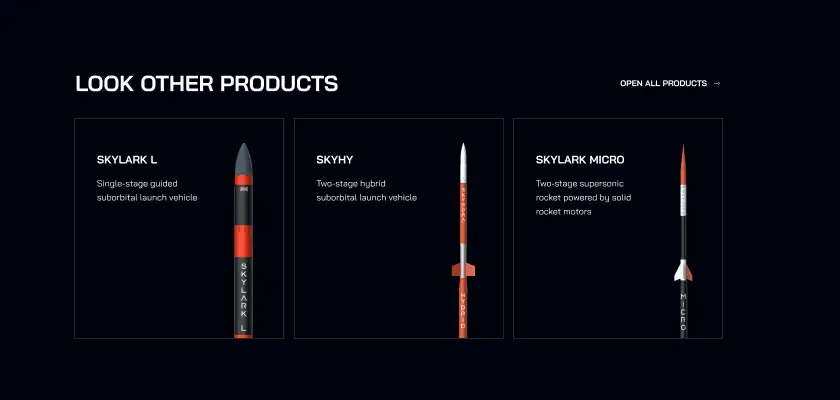 LOOK OTHER PRODUCTS
OPEN ALL PRODUCTS →
SKYLARK L
Single-stage guided
suborbital launch vehicle
SKYLARK L
SKYHY
Two-stage hybrid
suborbital launch vehicle
SKYRORA
HYBRID
SKYLARK MICRO
Two-stage supersonic
rocket powered by solid
rocket motors
MICRO